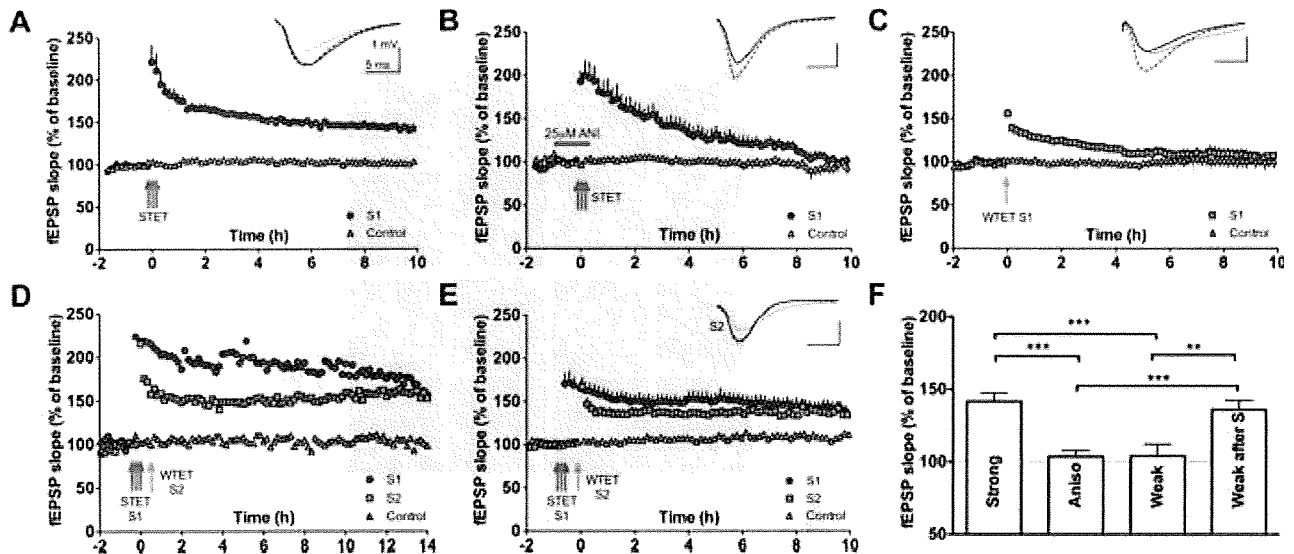 A
fEPSP slope (% of baseline)
250
200
150
100
50
0
-2 0 2 4 6 8 10
Time (h)
STET
1 mV
5 ms
S1
Control
B
fEPSP slope (% of baseline)
250
200
150
100
50
0
-2 0 2 4 6 8 10
Time (h)
25µM ANI
STET
S1
Control
C
fEPSP slope (% of baseline)
250
200
150
100
50
0
-2 0 2 4 6 8 10
Time (h)
WTET S1
S1
Control
D
fEPSP slope (% of baseline)
250
200
150
100
50
0
-2 0 2 4 6 8 10 12 14
Time (h)
STET
S1
WTET
S2
S1
S2
Control
E
fEPSP slope (% of baseline)
250
200
150
100
50
0
-2 0 2 4 6 8 10
Time (h)
STET
S1
WTET
S2
S2
S1
S2
Control
F
fEPSP slope (% of baseline)
200
150
100
50
***
***
**
***
Strong
Aniso
Weak
Weak after S